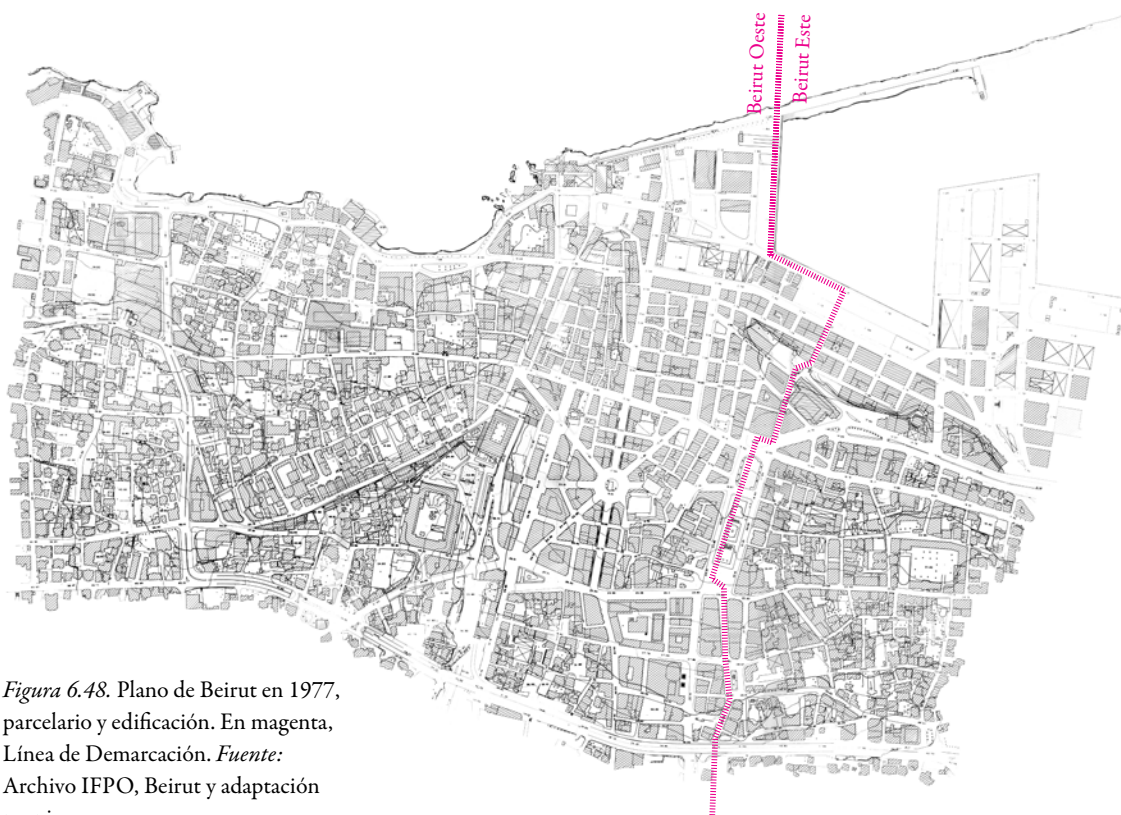 Beirut Oeste
Beirut Este
Figura 6.48. Plano de Beirut en 1977,
parcelario y edificación. En magenta,
Línea de Demarcación. Fuente:
Archivo IFPO, Beirut y adaptación